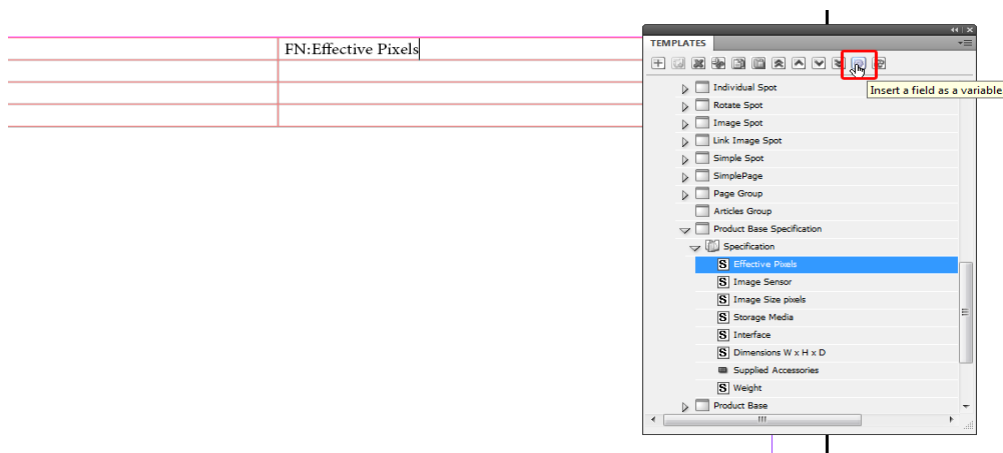 FN:Effective Pixels
TEMPLATES
Insert a field as a variable
Individual Spot
Rotate Spot
Image Spot
Link Image Spot
Simple Spot
SimplePage
Page Group
Articles Group
Product Base Specification
Specification
S Effective Pixels
S Image Sensor
S Image Size pixels
S Storage Media
S Interface
S Dimensions W x H x D
Supplied Accessories
S Weight
Product Base